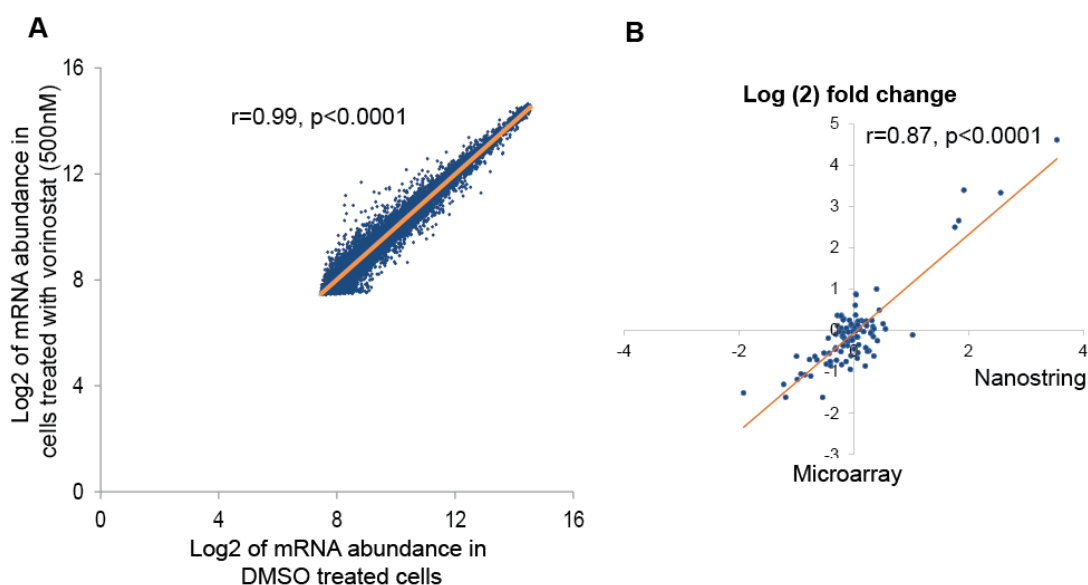 A
16
12
8
4
0
0
4
8
12
16
r=0.99, p<0.0001
Log2 of mRNA abundance in
cells treated with vorinostat (500nM)
Log2 of mRNA abundance in
DMSO treated cells
B
Log (2) fold change
r=0.87, p<0.0001
5
4
3
2
1
0
-1
-2
-3
-4
-2
0
2
4
Nanostring
Microarray